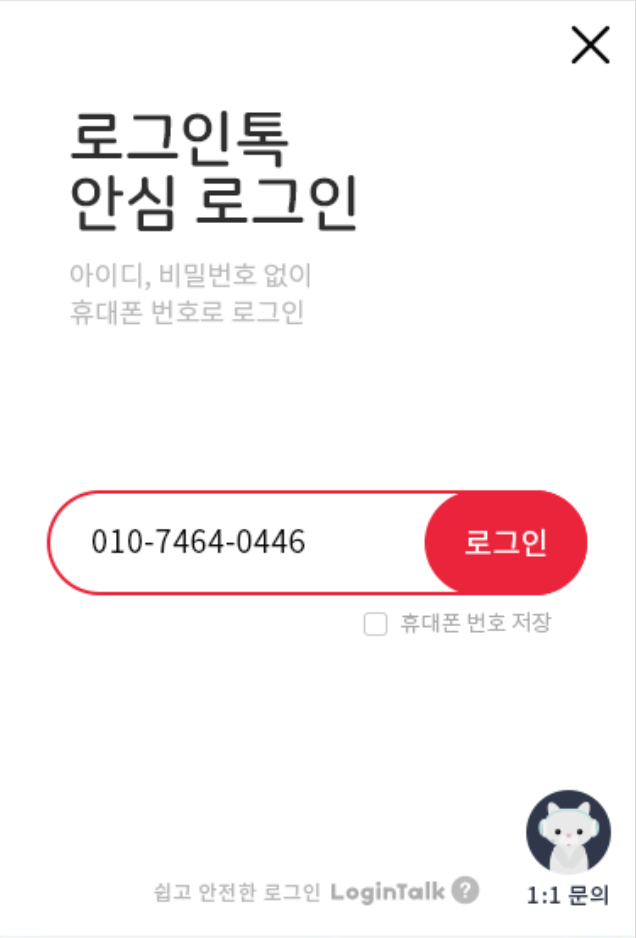 로그인톡
안심 로그인
아이디, 비밀번호 없이
휴대폰 번호로 로그인
010-7464-0446 로그인
휴대폰 번호 저장
쉽고 안전한 로그인 LoginTalk ?
1:1 문의